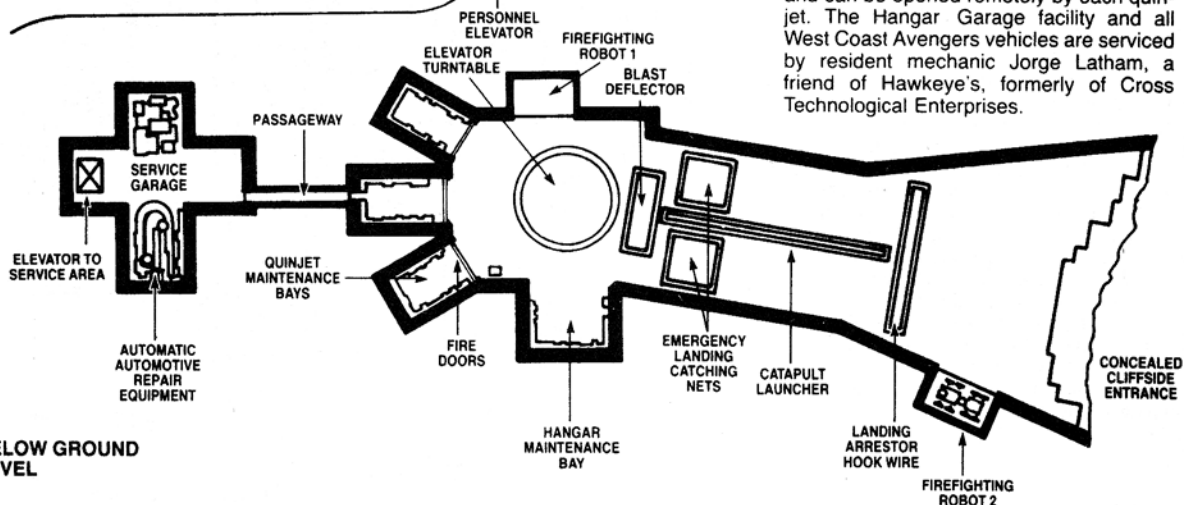 PERSONNEL
ELEVATOR
ELEVATOR
TURNTABLE
FIREFIGHTING
ROBOT 1
BLAST
DEFLECTOR
and can be opened remotely by each quin-
jet. The Hangar Garage facility and all
West Coast Avengers vehicles are serviced
by resident mechanic Jorge Latham, a
friend of Hawkeye's, formerly of Cross
Technological Enterprises.
PASSAGEWAY
SERVICE
GARAGE
ELEVATOR TO
SERVICE AREA
QUINJET
MAINTENANCE
BAYS
AUTOMATIC
AUTOMOTIVE
REPAIR
EQUIPMENT
FIRE
DOORS
HANGAR
MAINTENANCE
BAY
EMERGENCY
LANDING
CATCHING
NETS
CATAPULT
LAUNCHER
LANDING
ARRESTOR
HOOK WIRE
CONCEALED
CLIFFSIDE
ENTRANCE
FIREFIGHTING
ROBOT 2
ELOW GROUND
VEL